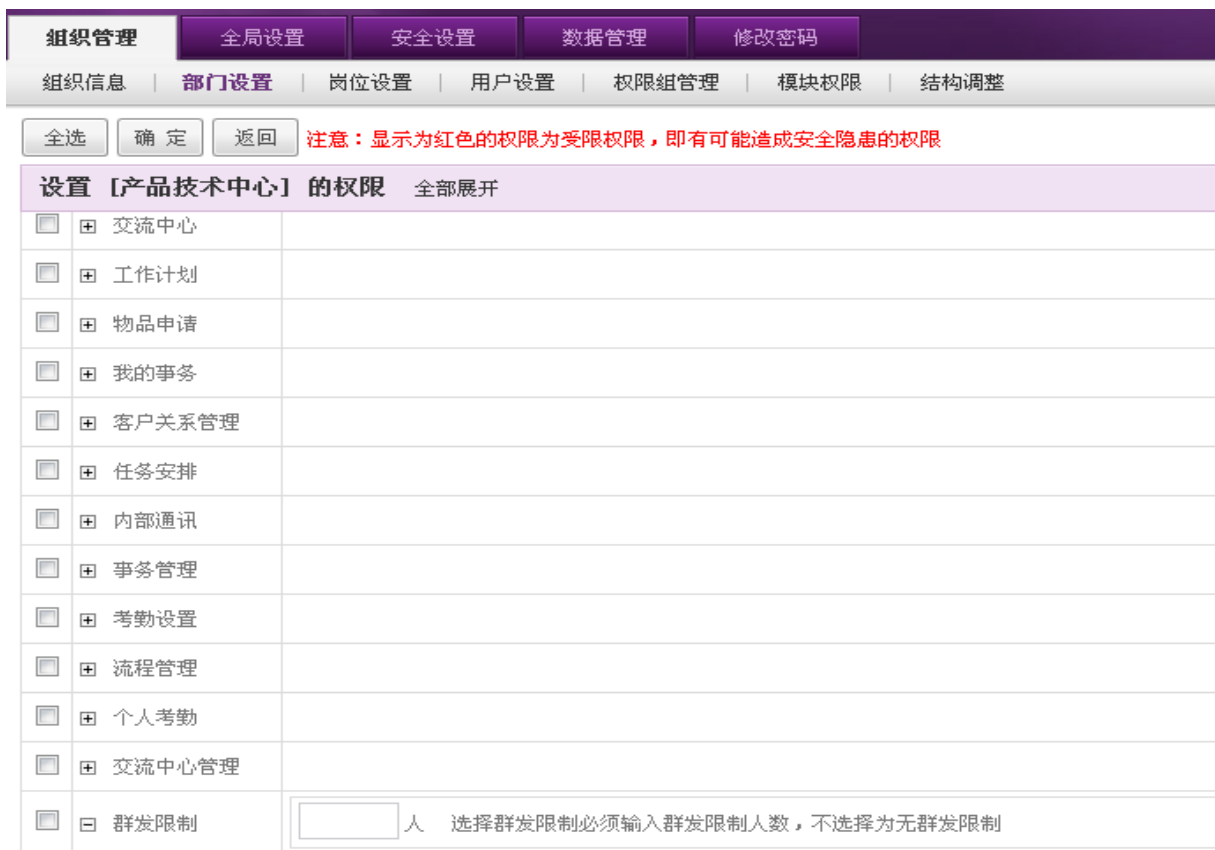 组织管理 全局设置 安全设置 数据管理 修改密码
组织信息 | 部门设置 | 岗位设置 | 用户设置 | 权限组管理 | 模块权限 | 结构调整
全选 确 定 返回 注意：显示为红色的权限为受限权限，即有可能造成安全隐患的权限
设置 [产品技术中心] 的权限 全部展开
交流中心
工作计划
物品申请
我的事务
客户关系管理
任务安排
内部通讯
事务管理
考勤设置
流程管理
个人考勤
交流中心管理
群发限制 人 选择群发限制必须输入群发限制人数，不选择为无群发限制